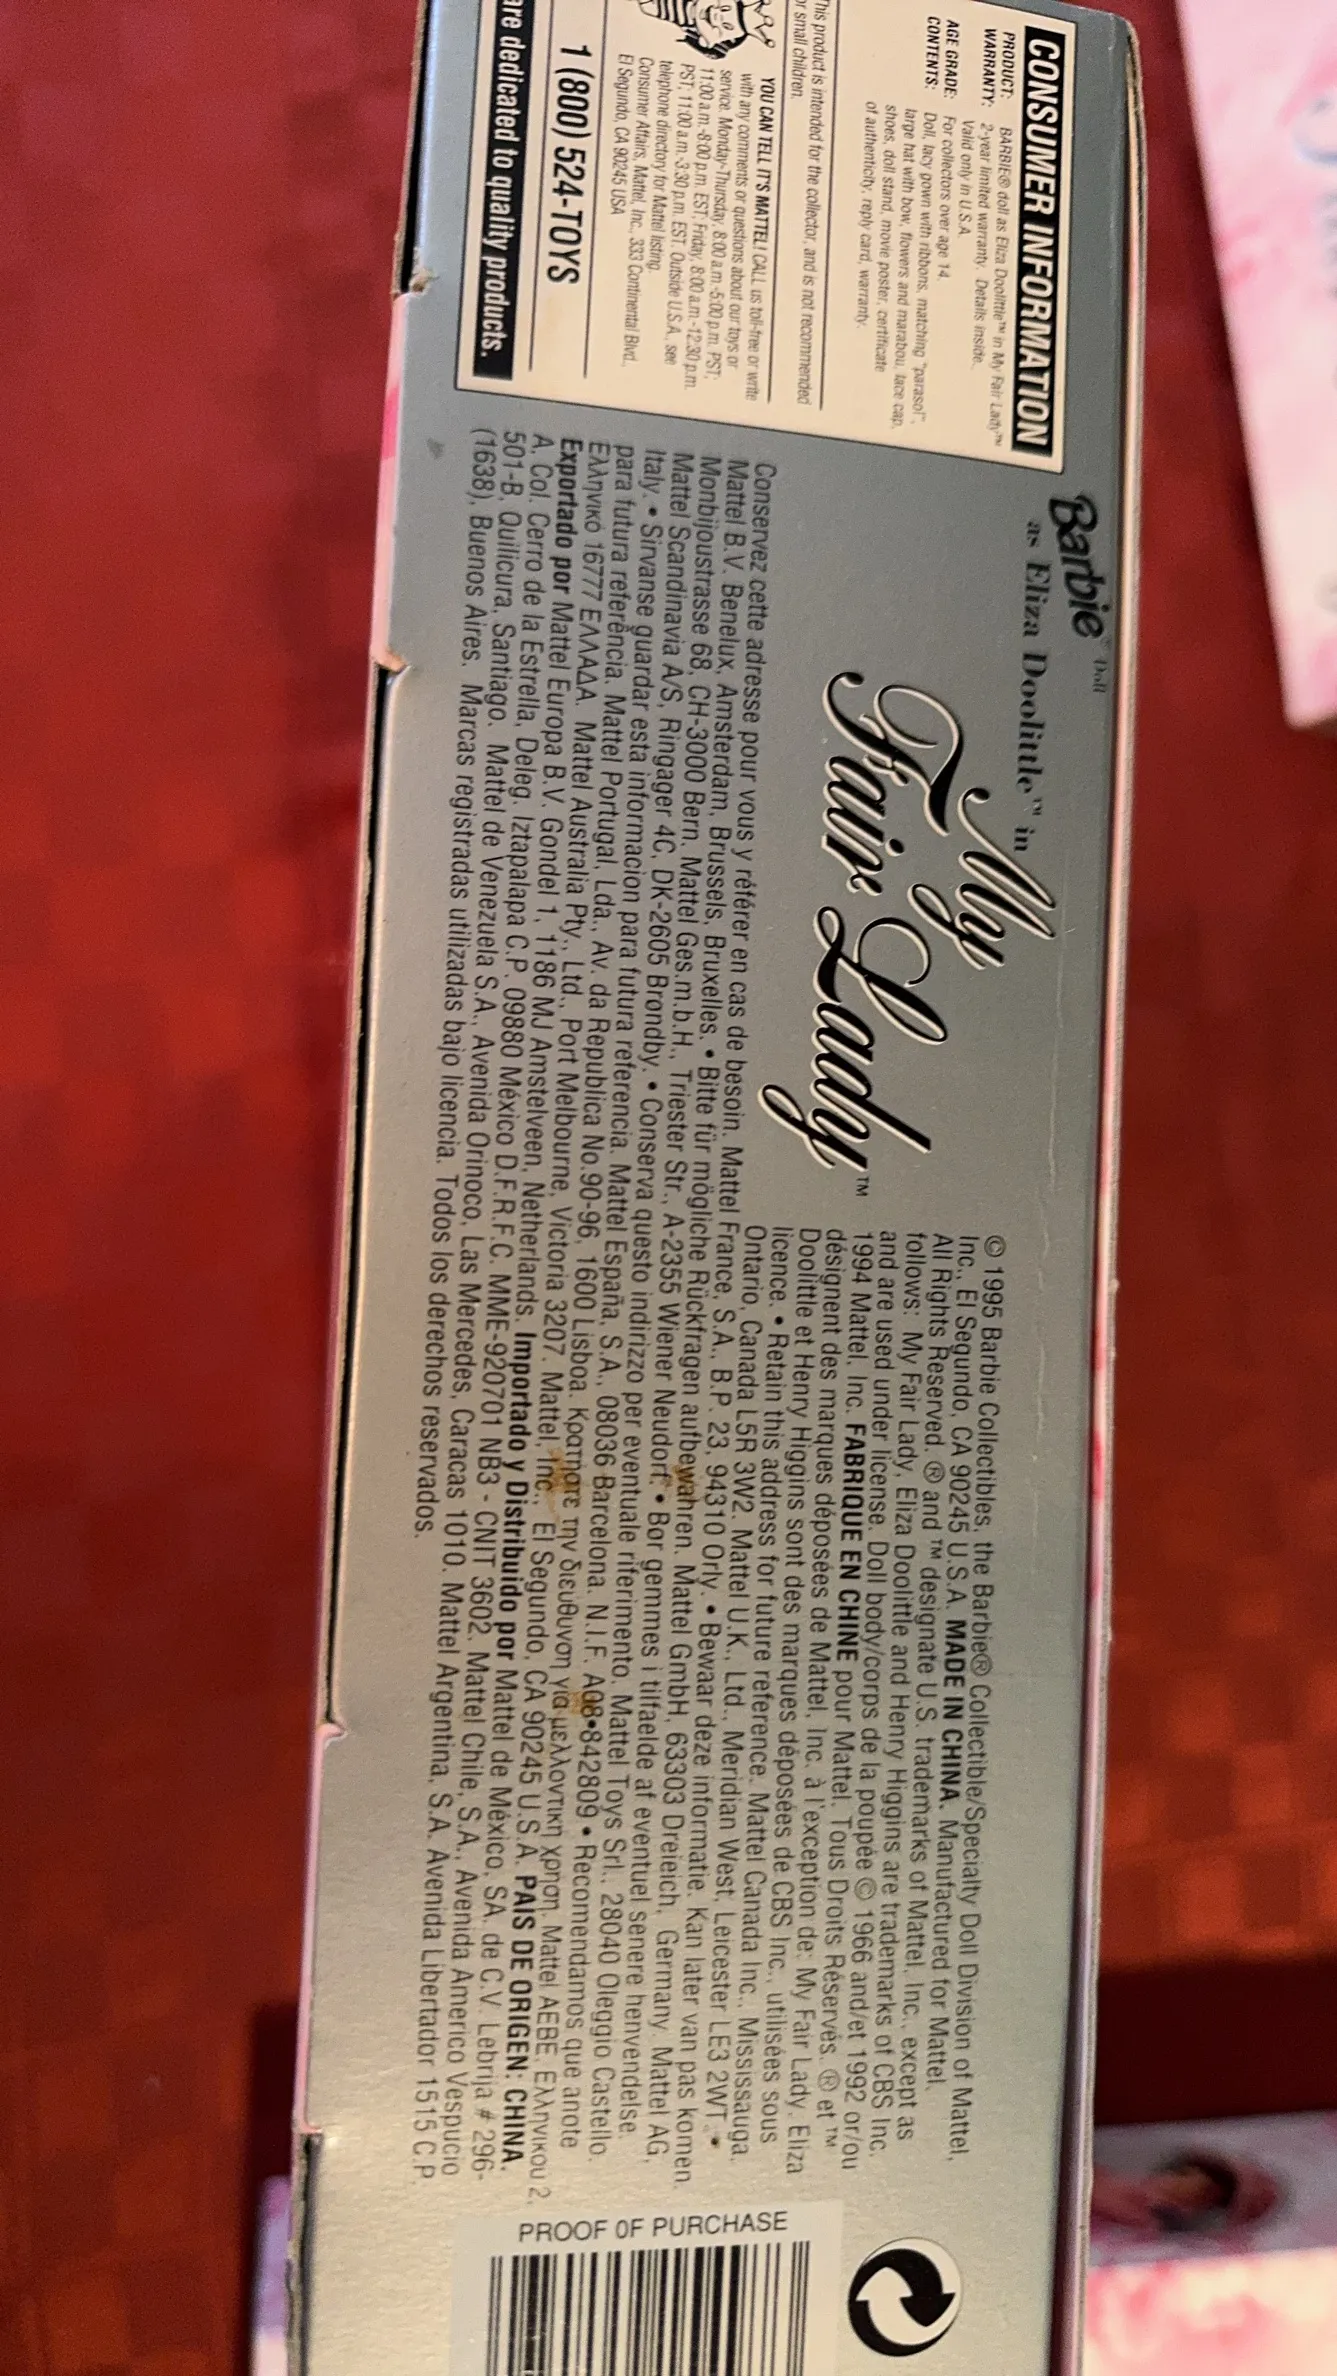 CONSUMER INFORMATION
PRODUCT: BARBIE® doll as Eliza Doolittle™ in My Fair Lady™
WARRANTY: 2-year limited warranty. Details inside.
Valid only in U.S.A.
AGE GRADE: For collectors over age 14.
CONTENTS: Doll, lacy gown with ribbons, matching "parasol",
large hat with bow, flowers and marabou, lace cap,
shoes, doll stand, movie poster, certificate
of authenticity, reply card, warranty.
This product is intended for the collector, and is not recommended
or small children.
YOU CAN TELL IT'S MATTEL! CALL us toll-free or write
with any comments or questions about our toys or
service. Monday-Thursday, 8:00 a.m.-5:00 p.m. PST;
11:00 a.m.-8:00 p.m. EST; Friday, 8:00 a.m.-12:30 p.m.
PST; 11:00 a.m.-3:30 p.m. EST. Outside U.S.A., see
telephone directory for Mattel listing.
Consumer Affairs, Mattel, Inc., 333 Continental Blvd.,
El Segundo, CA 90245 USA
1 (800) 524-TOYS
are dedicated to quality products.
Barbie® Doll
as Eliza Doolittle™ in
My
Fair Lady™
© 1995 Barbie Collectibles, the Barbie® Collectible/Specialty Doll Division of Mattel,
Inc., El Segundo, CA 90245 U.S.A. MADE IN CHINA. Manufactured for Mattel.
All Rights Reserved. ® and ™ designate U.S. trademarks of Mattel, Inc., except as
follows: My Fair Lady, Eliza Doolittle and Henry Higgins are trademarks of CBS Inc.
and are used under license. Doll body/corps de la poupée © 1966 and/et 1992 or/ou
1994 Mattel, Inc. FABRIQUE EN CHINE pour Mattel. Tous Droits Réservés. ® et ™
désignent des marques déposées de Mattel, Inc. à l'exception de: My Fair Lady, Eliza
Doolittle et Henry Higgins sont des marques déposées de CBS Inc., utilisées sous
licence. • Retain this address for future reference. Mattel Canada Inc., Mississauga,
Ontario, Canada L5R 3W2. Mattel U.K., Ltd., Meridian West, Leicester LE3 2WT. •
Conservez cette adresse pour vous y référer en cas de besoin. Mattel France, S.A., B.P. 23, 94310 Orly. • Bewaar deze informatie. Kan later van pas komen.
Mattel B.V. Benelux, Amsterdam, Brussels, Bruxelles. • Bitte für mögliche Rückfragen aufbewahren. Mattel GmbH, 63303 Dreieich, Germany. Mattel AG,
Monbijoustrasse 68, CH-3000 Bern. Mattel Ges.m.b.H., Triester Str., A-2355 Wiener Neudorf. • Bør gemmes i tilfaelde af eventuel senere henvendelse.
Mattel Scandinavia A/S, Ringager 4C, DK-2605 Brondby. • Conserva questo indirizzo per eventuale riferimento. Mattel Toys Srl., 28040 Oleggio Castello.
Italy. • Sirvanse guardar esta informacion para futura referencia. Mattel España, S.A., 08036 Barcelona. N.I.F. A08•842809 • Recomendamos que anote
para futura referência. Mattel Portugal, Lda., Av. da Republica No.90-96, 1600 Lisboa. Κρατηστε την διευθυνση για μελλοντικη χρηση. Mattel AEBE. Ελληνικου 2,
Ελληνικό 16777 ΕΛΛΑΔΑ. Mattel Australia Pty., Ltd., Port Melbourne, Victoria 3207. Mattel, Inc., El Segundo, CA 90245 U.S.A. PAIS DE ORIGEN: CHINA.
Exportado por Mattel Europa B.V. Gondel 1, 1186 MJ Amstelveen, Netherlands. Importado y Distribuido por Mattel de México, SA. de C.V. Lebrija # 296-
A, Col. Cerro de la Estrella, Deleg. Iztapalapa C.P. 09880 México D.F.R.F.C. MME-920701 NB3 - CNIT 3602. Mattel Chile, S.A., Avenida Americo Vespucio
501-B, Quilicura, Santiago. Mattel de Venezuela S.A., Avenida Orinoco, Las Mercedes, Caracas 1010. Mattel Argentina, S.A. Avenida Libertador 1515 C.P.
(1638), Buenos Aires. Marcas registradas utilizadas bajo licencia. Todos los derechos reservados.
PROOF OF PURCHASE